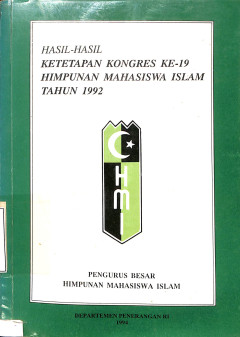 HASIL-HASIL
KETETAPAN KONGRES KE-19
HIMPUNAN MAHASISWA ISLAM
TAHUN 1992
H
M
I
PENGURUS BESAR
HIMPUNAN MAHASISWA ISLAM
DEPARTEMEN PENERANGAN RI
1994